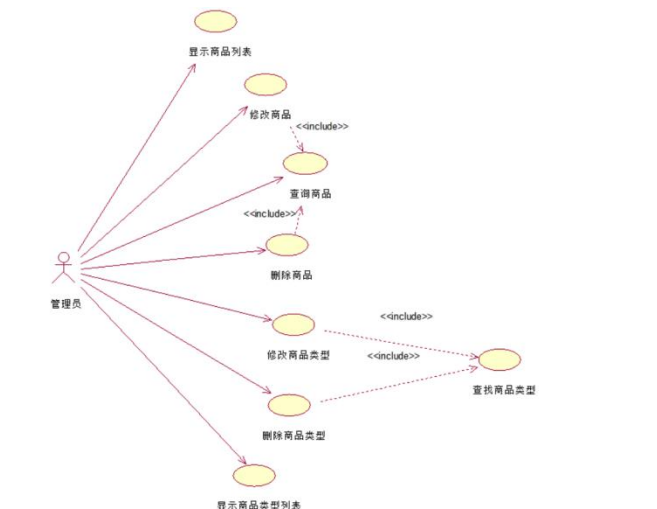 显示商品列表
修改商品
<<include>>
查询商品
<<include>>
删除商品
管理员
<<include>>
修改商品类型
<<include>>
查找商品类型
删除商品类型
显示商品类型列表